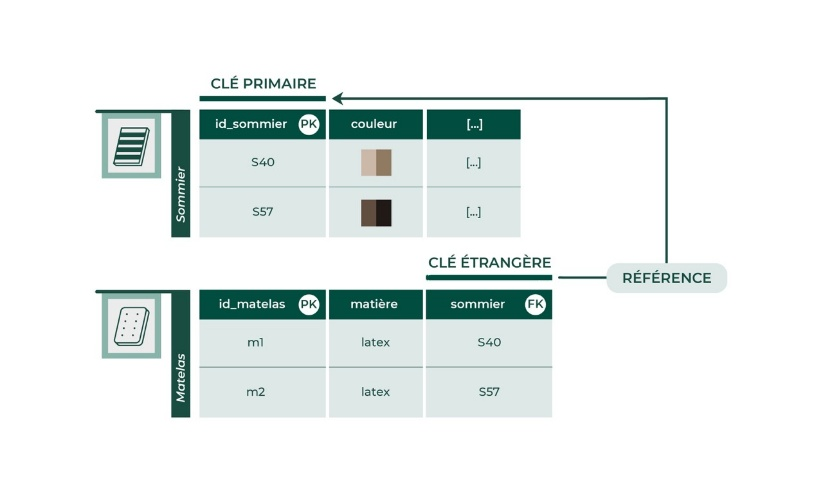 CLÉ PRIMAIRE
id_sommier PK couleur [...]
Sommier
S40 [...]
S57 [...]
CLÉ ÉTRANGÈRE
RÉFÉRENCE
id_matelas PK matière sommier FK
Matelas
m1 latex S40
m2 latex S57